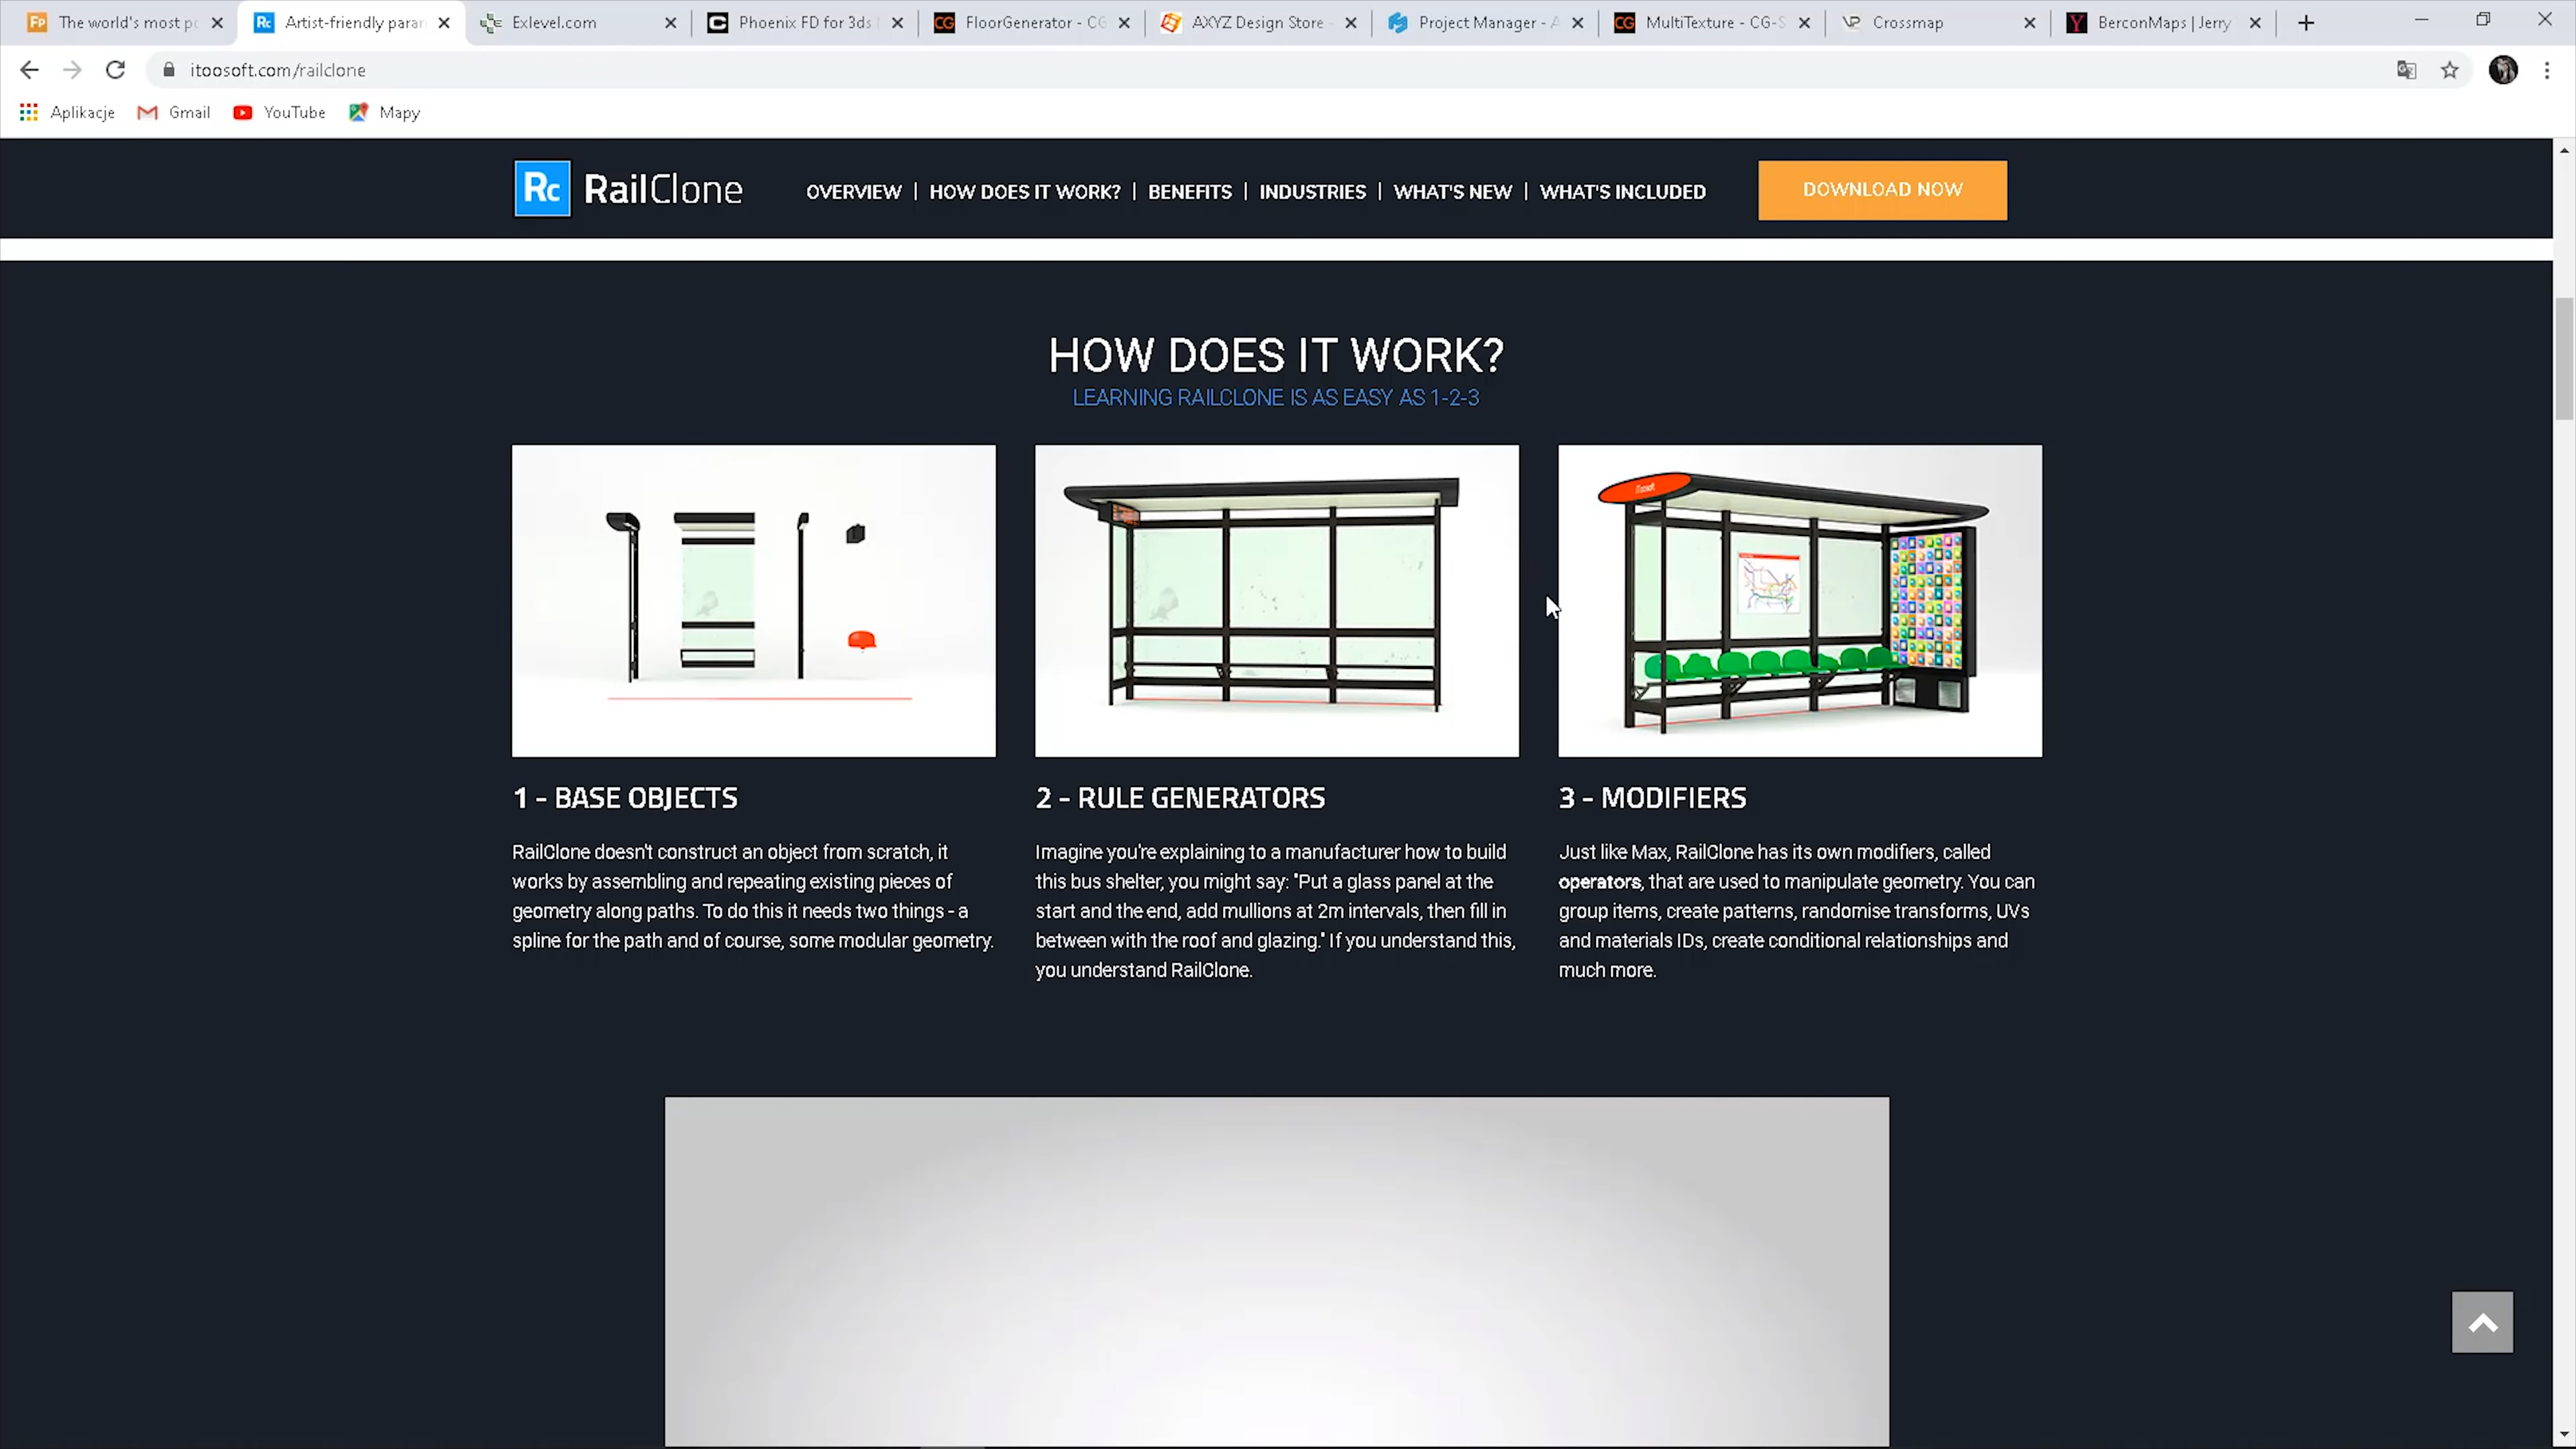 The world's most po
Artist-friendly param
Exlevel.com
Phoenix FD for 3ds
FloorGenerator - CG
AXYZ Design Store -
Project Manager - A
MultiTexture - CG-S
Crossmap
BerconMaps | Jerry
itoosoft.com/railclone
Aplikacje
Gmail
YouTube
Mapy
Rc RailClone
OVERVIEW | HOW DOES IT WORK? | BENEFITS | INDUSTRIES | WHAT'S NEW | WHAT'S INCLUDED
DOWNLOAD NOW
HOW DOES IT WORK?
LEARNING RAILCLONE IS AS EASY AS 1-2-3
1 - BASE OBJECTS
RailClone doesn't construct an object from scratch, it
works by assembling and repeating existing pieces of
geometry along paths. To do this it needs two things - a
spline for the path and of course, some modular geometry.
2 - RULE GENERATORS
Imagine you're explaining to a manufacturer how to build
this bus shelter, you might say: "Put a glass panel at the
start and the end, add mullions at 2m intervals, then fill in
between with the roof and glazing." If you understand this,
you understand RailClone.
3 - MODIFIERS
Just like Max, RailClone has its own modifiers, called
operators, that are used to manipulate geometry. You can
group items, create patterns, randomise transforms, UVs
and materials IDs, create conditional relationships and
much more.